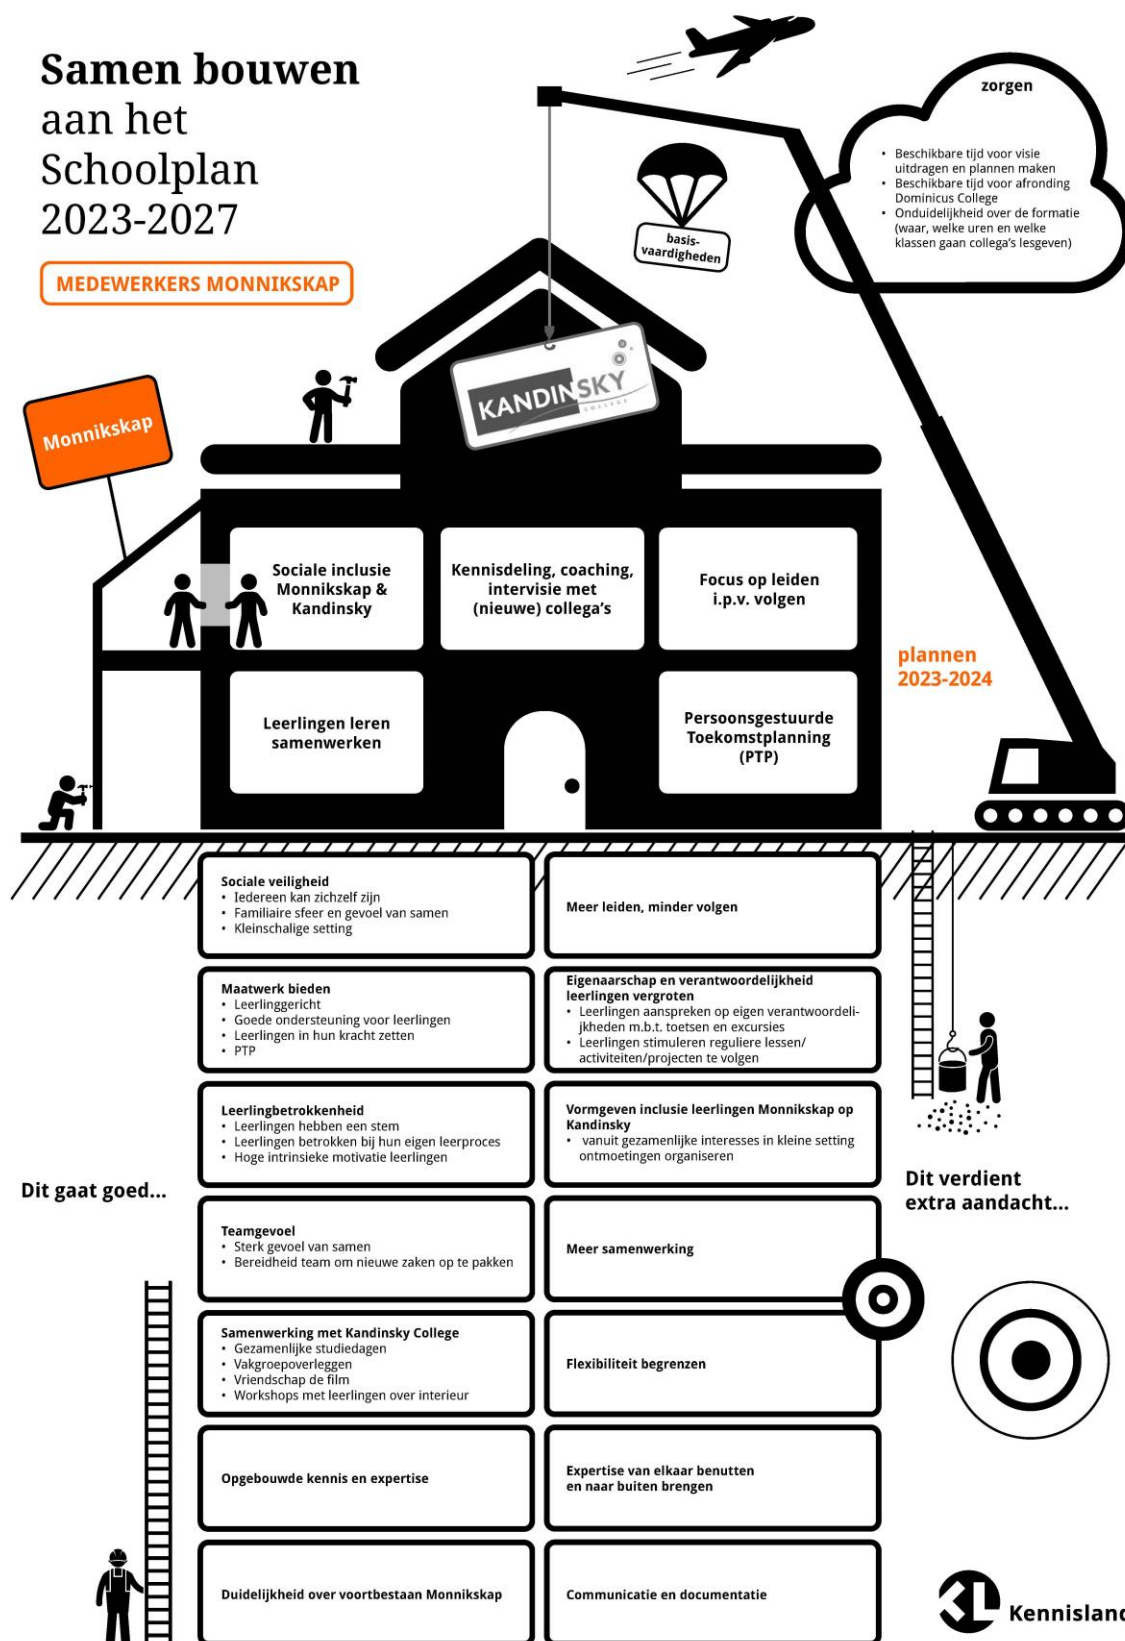 Samen bouwen
aan het
Schoolplan
2023-2027
MEDEWERKERS MONNIKSKAP
zorgen
• Beschikbare tijd voor visie
uitdragen en plannen maken
• Beschikbare tijd voor afronding
Dominicus College
• Onduidelijkheid over de formatie
(waar, welke uren en welke
klassen gaan collega's lesgeven)
basis-
vaardigheden
KANDINSKY
COLLEGE
Monnikskap
Sociale inclusie
Monnikskap &
Kandinsky
Kennisdeling, coaching,
intervisie met
(nieuwe) collega's
Focus op leiden
i.p.v. volgen
plannen
2023-2024
Leerlingen leren
samenwerken
Persoonsgestuurde
Toekomstplanning
(PTP)
Sociale veiligheid
• Iedereen kan zichzelf zijn
• Familiaire sfeer en gevoel van samen
• Kleinschalige setting
Meer leiden, minder volgen
Maatwerk bieden
• Leerlinggericht
• Goede ondersteuning voor leerlingen
• Leerlingen in hun kracht zetten
• PTP
Eigenaarschap en verantwoordelijkheid
leerlingen vergroten
• Leerlingen aanspreken op eigen verantwoordeli-
jkheden m.b.t. toetsen en excursies
• Leerlingen stimuleren reguliere lessen/
activiteiten/projecten te volgen
Leerlingbetrokkenheid
• Leerlingen hebben een stem
• Leerlingen betrokken bij hun eigen leerproces
• Hoge intrinsieke motivatie leerlingen
Vormgeven inclusie leerlingen Monnikskap op
Kandinsky
• vanuit gezamenlijke interesses in kleine setting
ontmoetingen organiseren
Dit gaat goed...
Dit verdient
extra aandacht...
Teamgevoel
• Sterk gevoel van samen
• Bereidheid team om nieuwe zaken op te pakken
Meer samenwerking
Samenwerking met Kandinsky College
• Gezamenlijke studiedagen
• Vakgroepoverleggen
• Vriendschap de film
• Workshops met leerlingen over interieur
Flexibiliteit begrenzen
Opgebouwde kennis en expertise
Expertise van elkaar benutten
en naar buiten brengen
Duidelijkheid over voortbestaan Monnikskap
Communicatie en documentatie
KL Kennisland